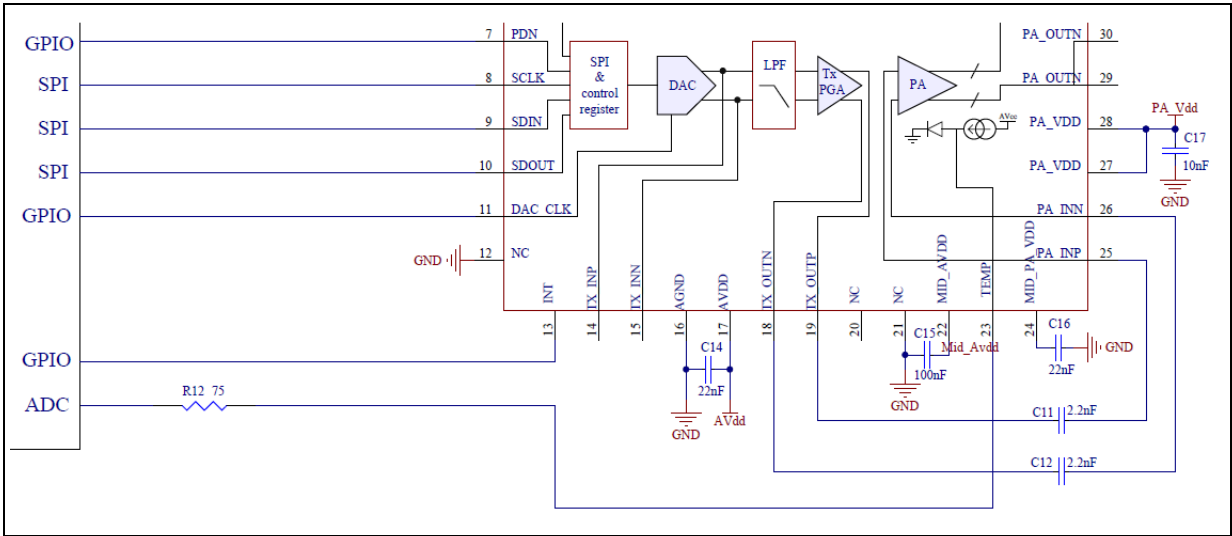 GPIO
7
PDN
PA_OUTN
30
SPI
8
SCLK
SPI
&
control
register
DAC
LPF
Tx
PGA
PA
PA_OUTN
29
SPI
9
SDIN
AVcc
PA_VDD
28
PA_Vdd
C17
10nF
GND
SPI
10
SDOUT
PA_VDD
27
GPIO
11
DAC_CLK
PA_INN
26
GND
12
NC
PA_INP
25
INT
TX_INP
TX_INN
AGND
AVDD
TX_OUTN
TX_OUTP
NC
NC
MID_AVDD
TEMP
MID_PA_VDD
13
14
15
16
17
18
19
20
21
22
23
24
GPIO
C14
22nF
C15
100nF
Mid_Avdd
C16
22nF
GND
ADC
R12 75
GND
AVdd
GND
C11
2.2nF
C12
2.2nF